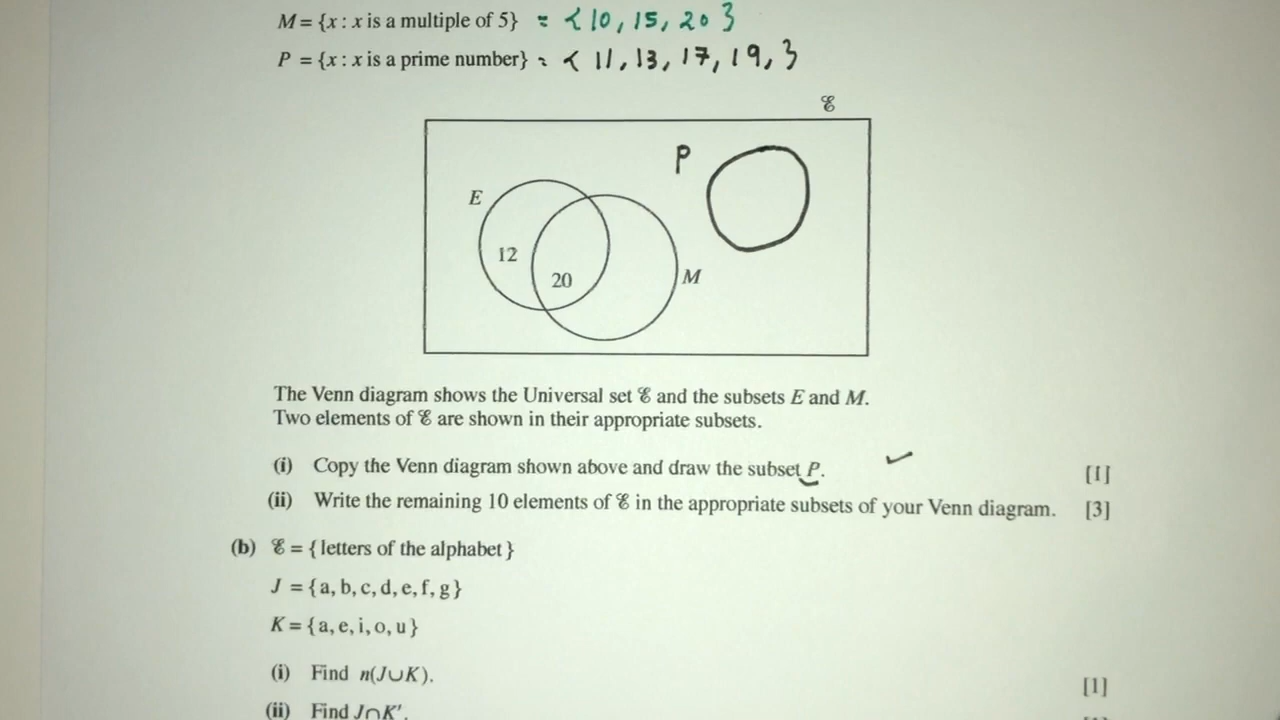 M = {x : x is a multiple of 5} = {10, 15, 20}
P = {x : x is a prime number} = {11, 13, 17, 19, }
ℰ
P
E
12
20
M
The Venn diagram shows the Universal set ℰ and the subsets E and M.
Two elements of ℰ are shown in their appropriate subsets.
(i) Copy the Venn diagram shown above and draw the subset P. [1]
(ii) Write the remaining 10 elements of ℰ in the appropriate subsets of your Venn diagram. [3]
(b) ℰ = { letters of the alphabet }
J = { a, b, c, d, e, f, g }
K = { a, e, i, o, u }
(i) Find n(J∪K). [1]
(ii) Find J∩K′.